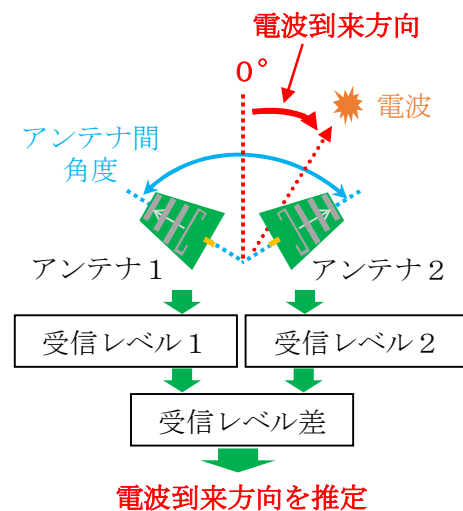 電波到来方向
0°
電波
アンテナ間
角度
アンテナ１
アンテナ２
受信レベル１
受信レベル２
受信レベル差
電波到来方向を推定